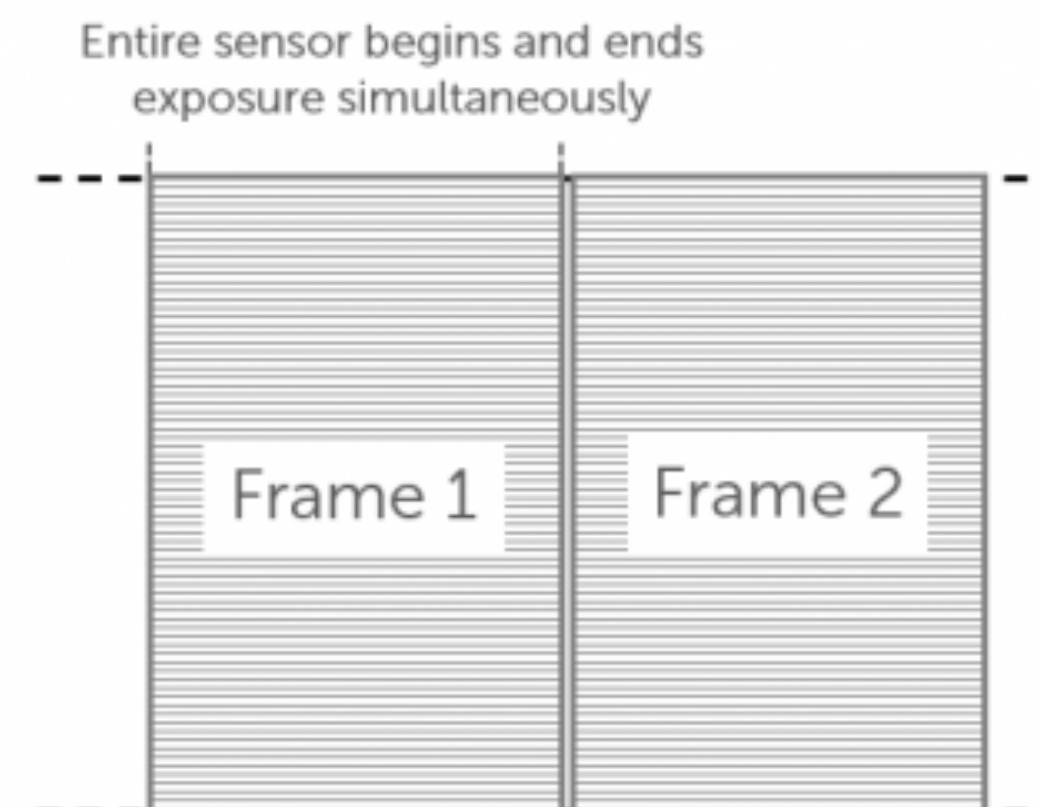 Entire sensor begins and ends
exposure simultaneously
Frame 1
Frame 2